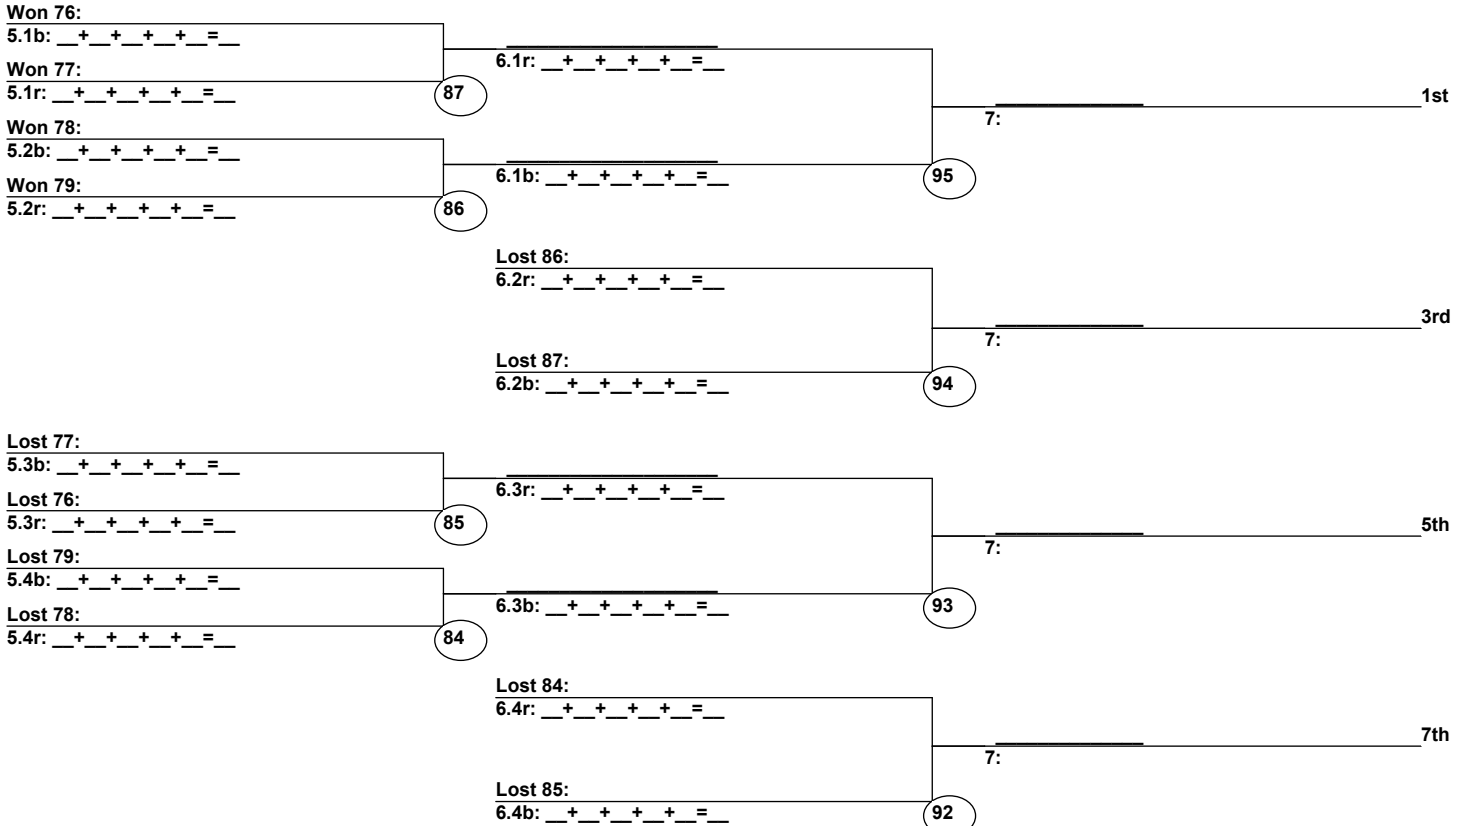 Won 76:
5.1b: __+__+__+__+__=__
6.1r: __+__+__+__+__=__
Won 77:
5.1r: __+__+__+__+__=__
87
1st
7:
Won 78:
5.2b: __+__+__+__+__=__
6.1b: __+__+__+__+__=__
95
Won 79:
5.2r: __+__+__+__+__=__
86
Lost 86:
6.2r: __+__+__+__+__=__
3rd
7:
Lost 87:
6.2b: __+__+__+__+__=__
94
Lost 77:
5.3b: __+__+__+__+__=__
6.3r: __+__+__+__+__=__
Lost 76:
5.3r: __+__+__+__+__=__
85
5th
7:
Lost 79:
5.4b: __+__+__+__+__=__
6.3b: __+__+__+__+__=__
93
Lost 78:
5.4r: __+__+__+__+__=__
84
Lost 84:
6.4r: __+__+__+__+__=__
7th
7:
Lost 85:
6.4b: __+__+__+__+__=__
92